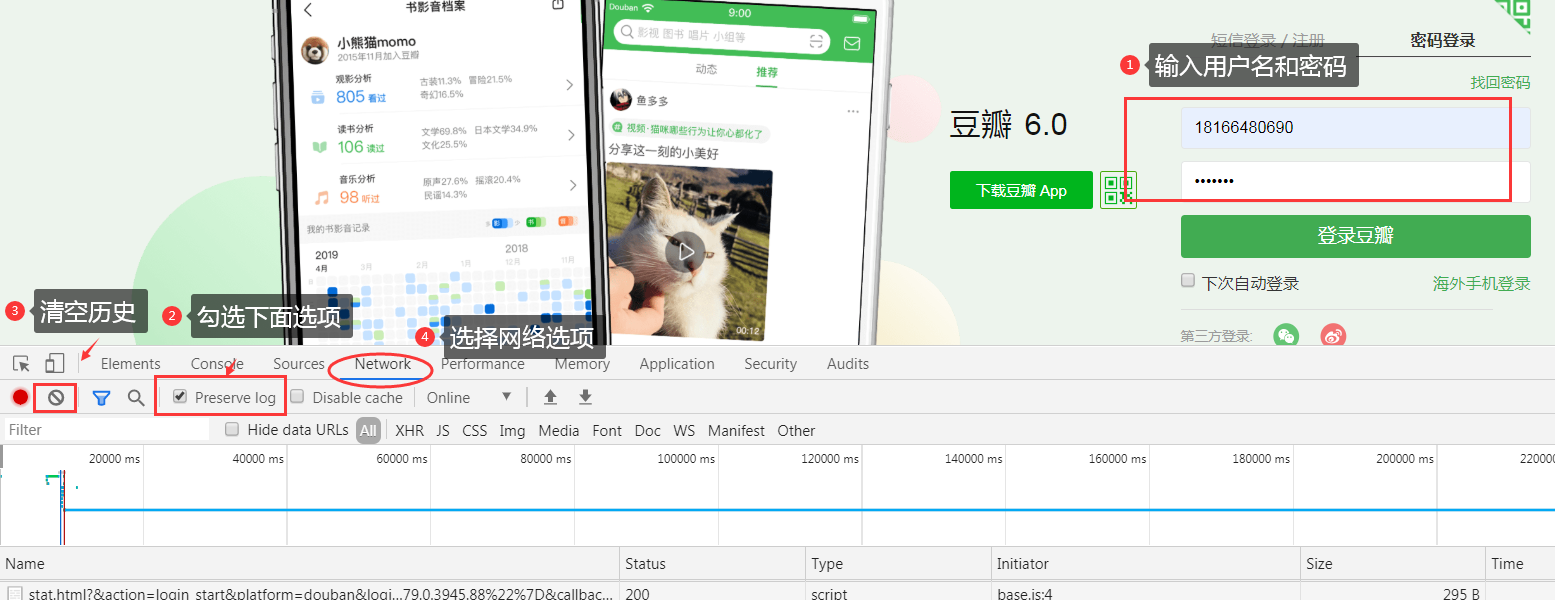 书影音档案
小熊猫momo
2015年11月加入豆瓣
观影分析
805 看过
古装11.3% 冒险21.5%
奇幻16.5%
读书分析
106 读过
文学69.8% 日本文学34.9%
文化25.5%
音乐分析
98 听过
原声27.6% 摇滚20.4%
民谣14.3%
我的书影音记录
影
书
音
2019
2018
4月
3月
2月
1月
12月
11月
Douban
9:00
影视 图书 唱片 小组等
动态
推荐
鱼多多
视频·猫咪哪些行为让你心都化了
分享这一刻的小美好
00:12
豆瓣 6.0
下载豆瓣 App
短信登录 / 注册
密码登录
1 输入用户名和密码
找回密码
18166480690
•••••••
登录豆瓣
下次自动登录
海外手机登录
第三方登录:
3 清空历史
2 勾选下面选项
4 选择网络选项
Elements Console Sources Network Performance Memory Application Security Audits
Preserve log Disable cache Online
Filter Hide data URLs All XHR JS CSS Img Media Font Doc WS Manifest Other
20000 ms 40000 ms 60000 ms 80000 ms 100000 ms 120000 ms 140000 ms 160000 ms 180000 ms 200000 ms 22000
Name Status Type Initiator Size Time
stat.html?&action=login_start&platform=douban&logi...79.0.3945.88%22%7D&callbac... 200 script base.js:4 295 B